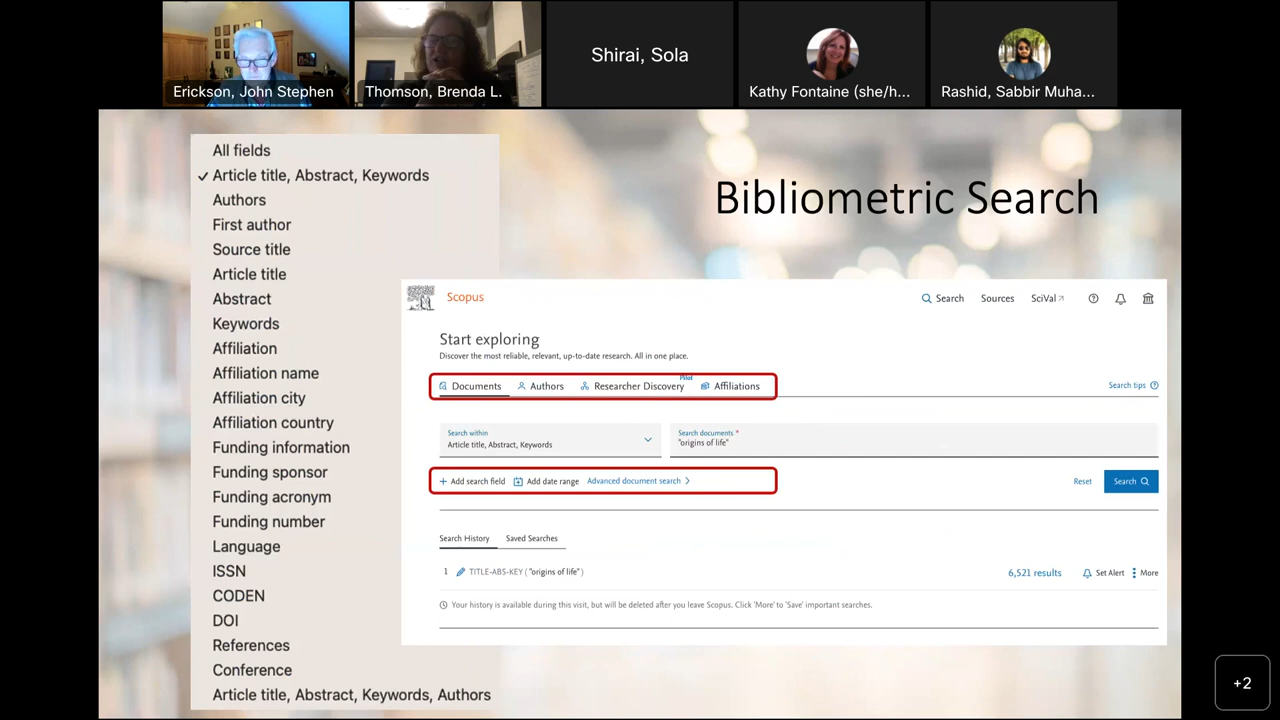 Erickson, John Stephen
Thomson, Brenda L.
Shirai, Sola
Kathy Fontaine (she/h...
Rashid, Sabbir Muha...
Bibliometric Search
All fields
✓ Article title, Abstract, Keywords
Authors
First author
Source title
Article title
Abstract
Keywords
Affiliation
Affiliation name
Affiliation city
Affiliation country
Funding information
Funding sponsor
Funding acronym
Funding number
Language
ISSN
CODEN
DOI
References
Conference
Article title, Abstract, Keywords, Authors
Scopus
Search Sources SciVal
Start exploring
Discover the most reliable, relevant, up-to-date research. All in one place.
Documents Authors Researcher Discovery Pilot Affiliations
Search tips
Search within
Article title, Abstract, Keywords
Search documents *
"origins of life"
+ Add search field Add date range Advanced document search >
Reset Search
Search History Saved Searches
1 TITLE-ABS-KEY ( "origins of life" ) 6,521 results Set Alert More
Your history is available during this visit, but will be deleted after you leave Scopus. Click 'More' to 'Save' important searches.
+2